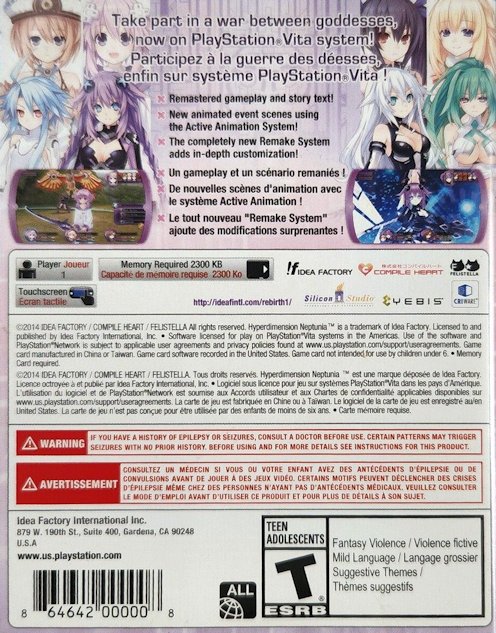 Take part in a war between goddesses,
now on PlayStation®Vita system!
Participez à la guerre des déesses,
enfin sur système PlayStation®Vita !
Remastered gameplay and story text!
New animated event scenes using
the Active Animation System!
The completely new Remake System
adds in-depth customization!
Un gameplay et un scénario remaniés !
De nouvelles scènes d'animation avec
le système Active Animation !
Le tout nouveau "Remake System"
ajoute des modifications surprenantes !
Player Joueur
1
Memory Required 2300 KB
Capacité de mémoire requise 2300 Ko
Touchscreen
Écran tactile
IDEA FACTORY
株式会社コンパイルハート
COMPILE HEART
FELISTELLA
http://ideafintl.com/rebirth1/
Silicon Studio
YEBIS
CRIWARE
©2014 IDEA FACTORY / COMPILE HEART / FELISTELLA All rights reserved. Hyperdimension Neptunia ™ is a trademark of Idea Factory. Licensed to and
published by Idea Factory International, Inc. • Software licensed for play on PlayStation®Vita systems in the Americas. Use of the software and
PlayStation®Network is subject to applicable user agreements and privacy policies found at www.us.playstation.com/support/useragreements. Game
card manufactured in China or Taiwan. Game card software recorded in the United States. Game card not intended for use by children under 6. • Memory
Card required.
©2014 IDEA FACTORY / COMPILE HEART / FELISTELLA. Tous droits réservés. Hyperdimension Neptunia ™ est une marque déposée de Idea Factory.
Licence octroyée à et publié par Idea Factory International, Inc. • Logiciel sous licence pour jeu sur systèmes PlayStation®Vita dans les pays d'Amérique.
L'utilisation du logiciel et de PlayStation®Network est soumise aux Accords utilisateur et aux Chartes de confidentialité applicables disponibles sur
www.us.playstation.com/support/useragreements. La carte de jeu est fabriquée en Chine ou à Taiwan. Le logiciel de la carte de jeu est enregistré au/en
United States. La carte de jeu n'est pas conçue pour être utilisée par des enfants de moins de six ans. • Carte mémoire requise.
WARNING
IF YOU HAVE A HISTORY OF EPILEPSY OR SEIZURES, CONSULT A DOCTOR BEFORE USE. CERTAIN PATTERNS MAY TRIGGER
SEIZURES WITH NO PRIOR HISTORY. BEFORE USING AND FOR MORE DETAILS SEE INSTRUCTIONS FOR THIS PRODUCT.
AVERTISSEMENT
CONSULTEZ UN MÉDECIN SI VOUS OU VOTRE ENFANT AVEZ DES ANTÉCÉDENTS D'ÉPILEPSIE OU DE
CONVULSIONS AVANT DE JOUER À DES JEUX VIDÉO. CERTAINS MOTIFS PEUVENT DÉCLENCHER DES CRISES
D'ÉPILEPSIE MÊME CHEZ DES PERSONNES N'AYANT PAS D'ANTÉCÉDENTS MÉDICAUX. VEUILLEZ CONSULTER
LE MODE D'EMPLOI AVANT D'UTILISER CE PRODUIT ET POUR PLUS DE DÉTAILS À SON SUJET.
Idea Factory International Inc.
879 W. 190th St., Suite 400, Gardena, CA 90248
U.S.A
www.us.playstation.com
8 64642 00000 8
ALL
TEEN
ADOLESCENTS
T
ESRB
Fantasy Violence / Violence fictive
Mild Language / Langage grossier
Suggestive Themes /
Thèmes suggestifs